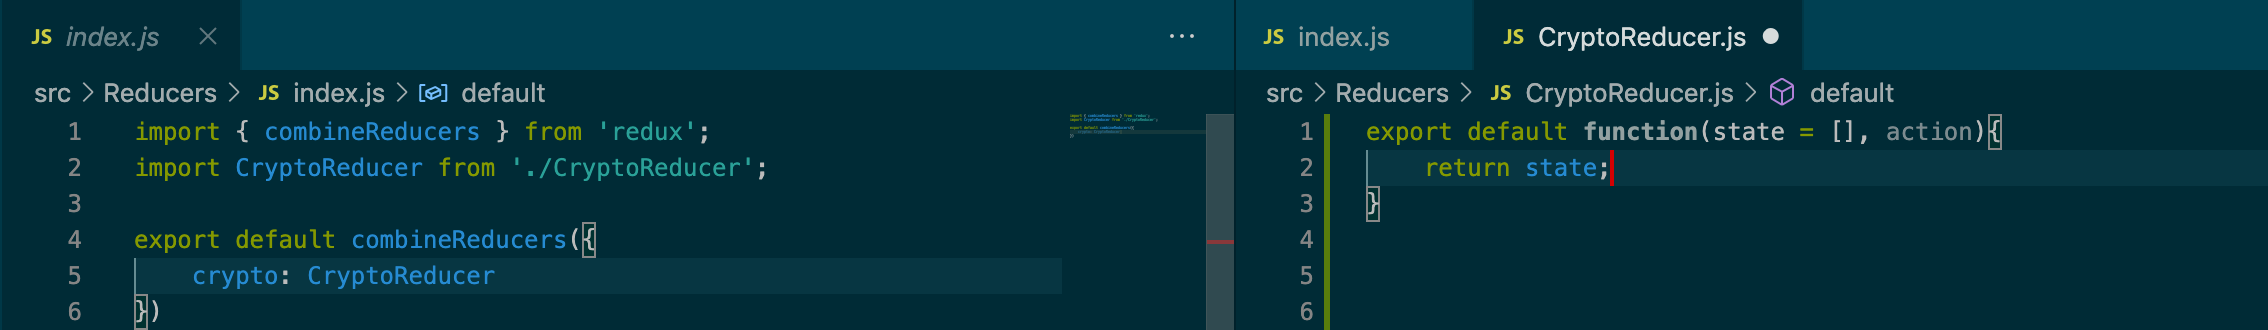 JS index.js × ...
src > Reducers > JS index.js > default
1 import { combineReducers } from 'redux';
2 import CryptoReducer from './CryptoReducer';
3
4 export default combineReducers({
5 crypto: CryptoReducer
6 })
JS index.js JS CryptoReducer.js ●
src > Reducers > JS CryptoReducer.js > default
1 export default function(state = [], action){
2 return state;
3 }
4
5
6